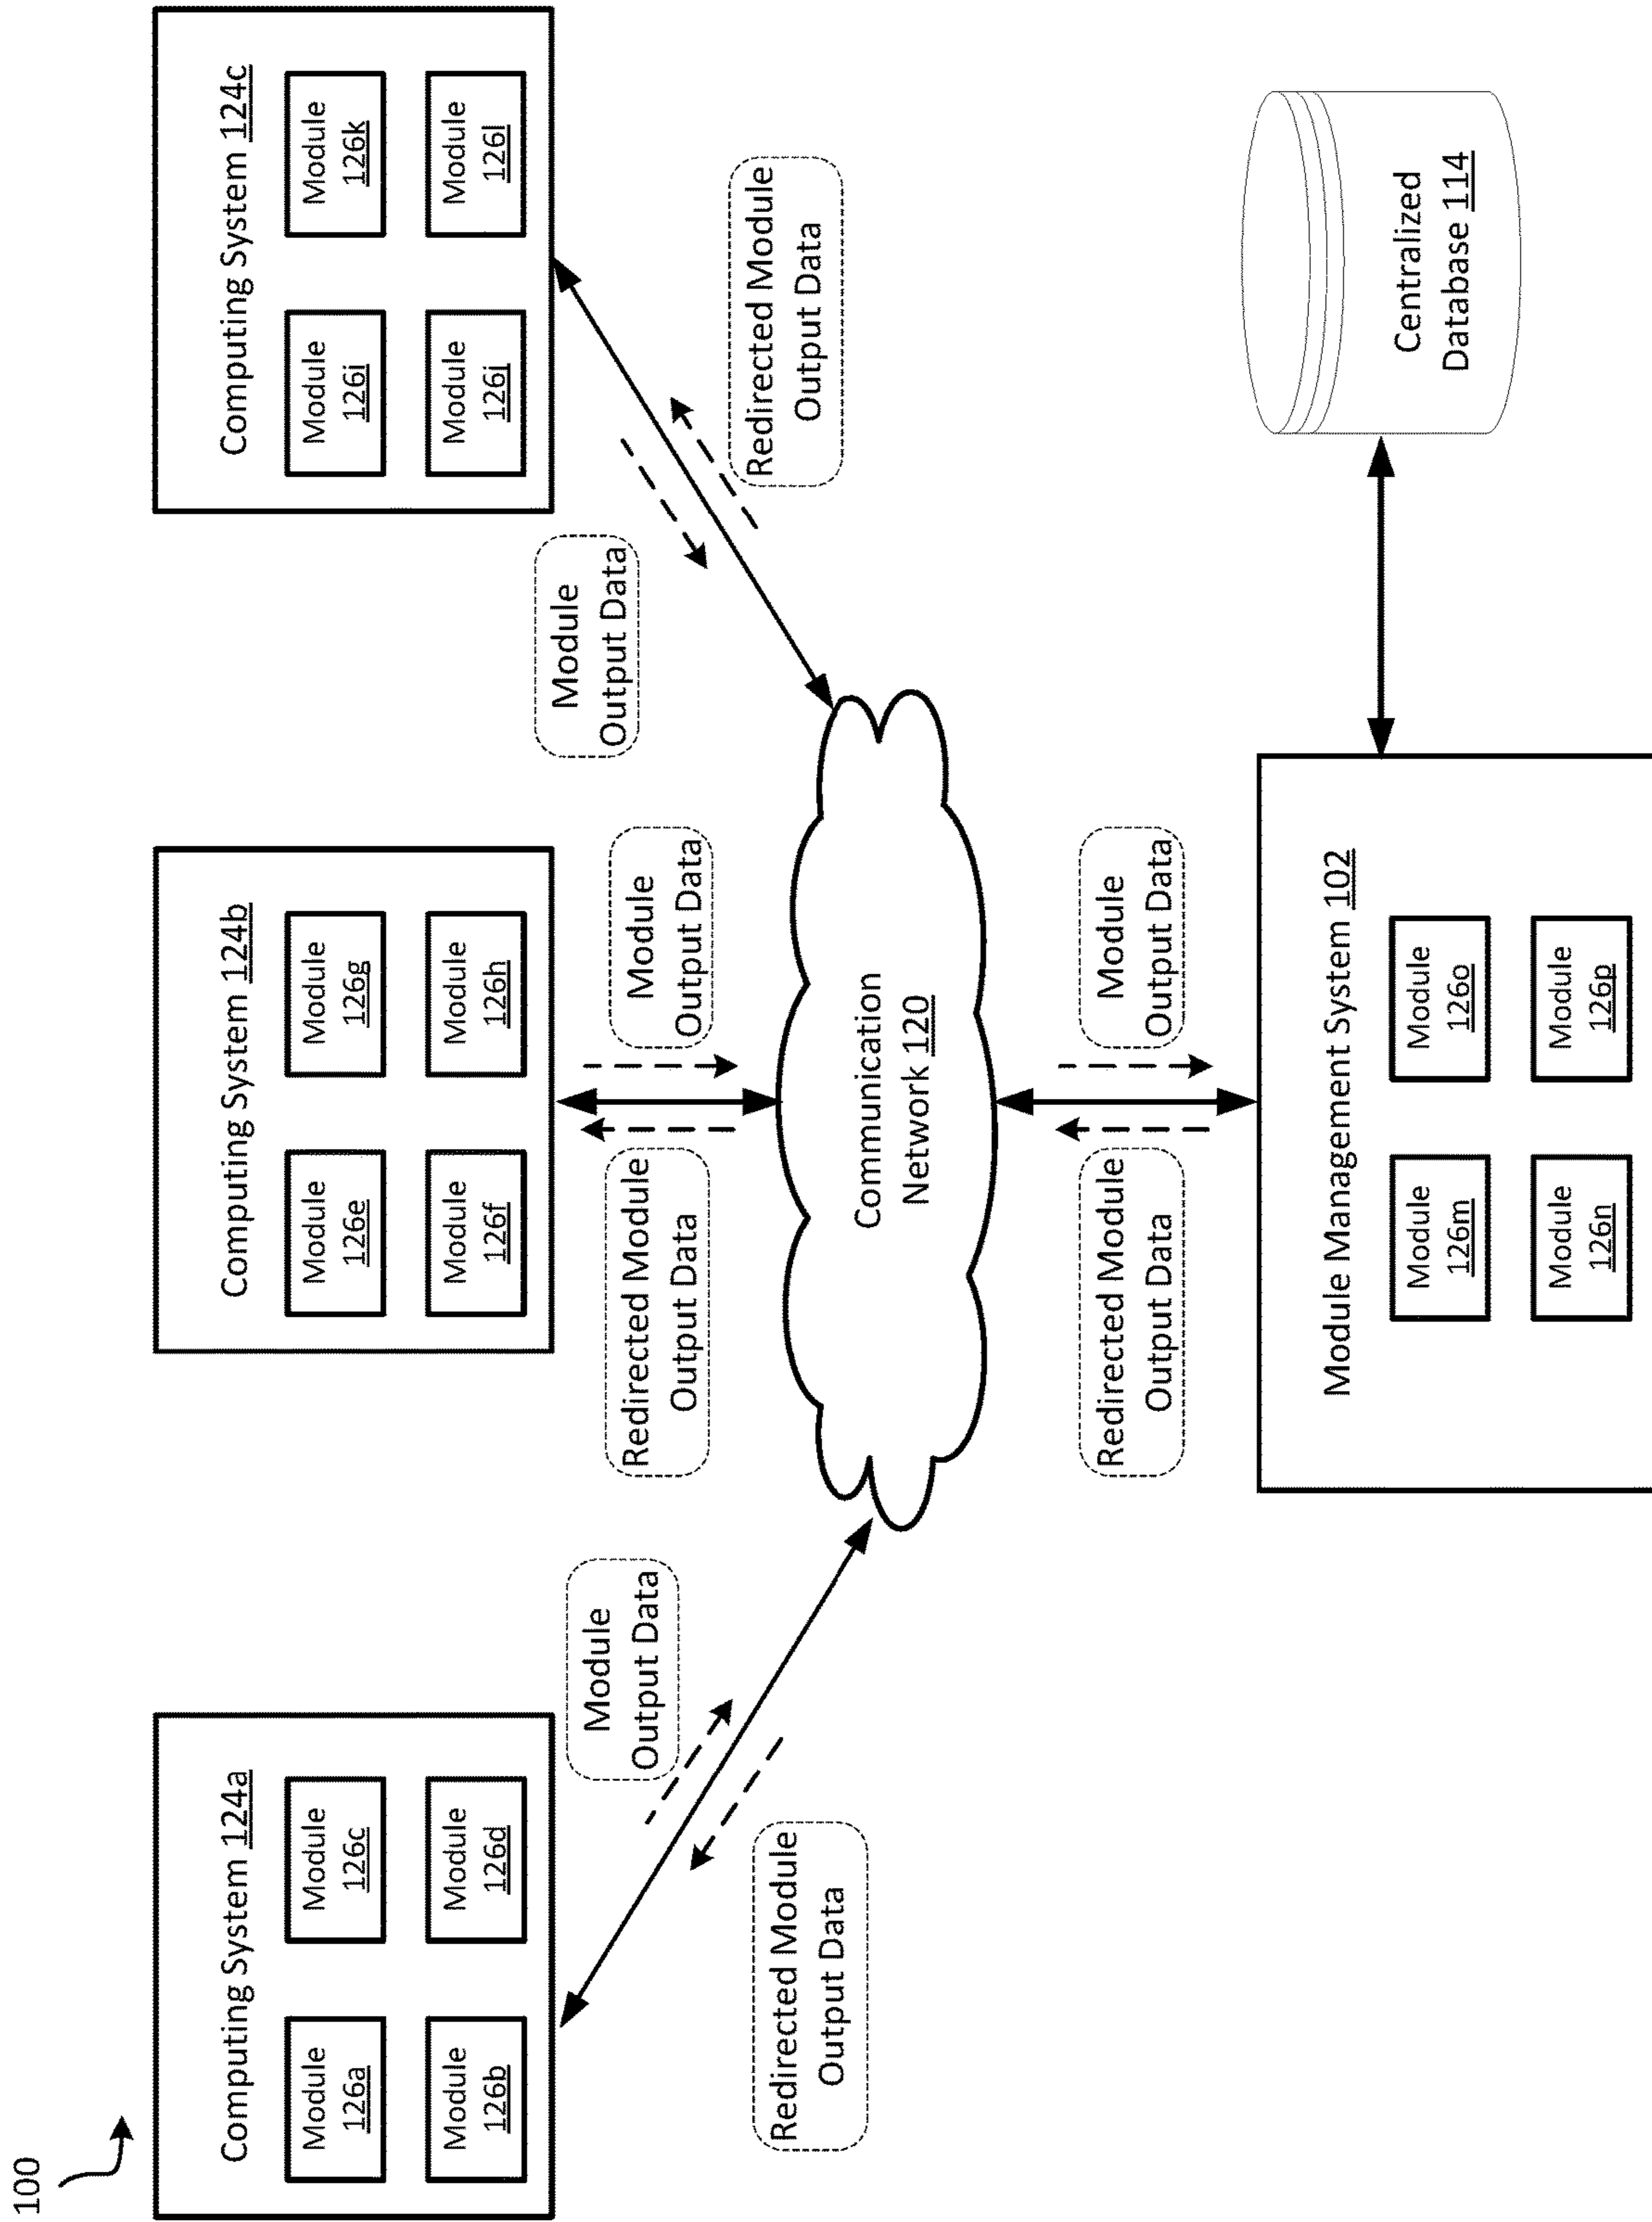 100
Computing System 124a
Module
126a
Module
126c
Module
126b
Module
126d
Computing System 124b
Module
126e
Module
126g
Module
126f
Module
126h
Computing System 124c
Module
126i
Module
126k
Module
126j
Module
126l
Module
Output Data
Redirected Module
Output Data
Redirected Module
Output Data
Module
Output Data
Module
Output Data
Redirected Module
Output Data
Communication
Network 120
Redirected Module
Output Data
Module
Output Data
Module Management System 102
Module
126m
Module
126o
Module
126n
Module
126p
Centralized
Database 114